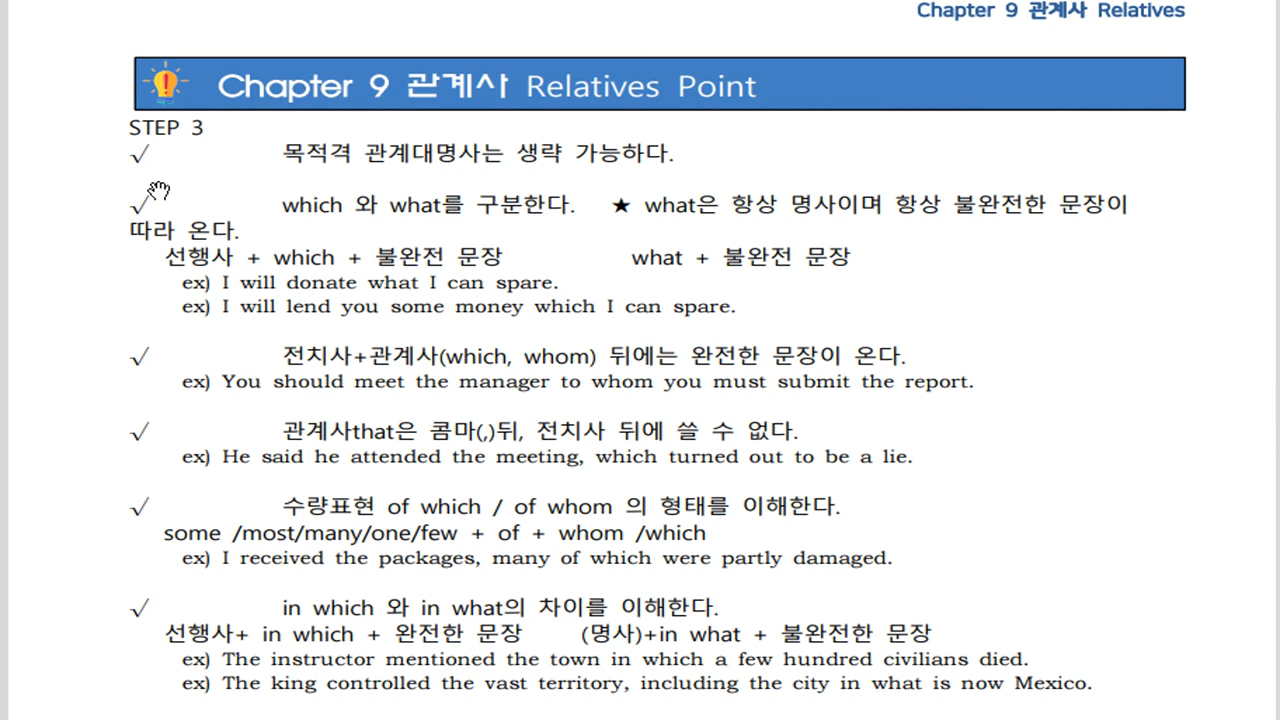 Chapter 9 관계사 Relatives
Chapter 9 관계사 Relatives Point
STEP 3
√ 목적격 관계대명사는 생략 가능하다.
√ which 와 what를 구분한다. ★ what은 항상 명사이며 항상 불완전한 문장이
따라 온다.
선행사 + which + 불완전 문장 what + 불완전 문장
ex) I will donate what I can spare.
ex) I will lend you some money which I can spare.
√ 전치사+관계사(which, whom) 뒤에는 완전한 문장이 온다.
ex) You should meet the manager to whom you must submit the report.
√ 관계사that은 콤마(,)뒤, 전치사 뒤에 쓸 수 없다.
ex) He said he attended the meeting, which turned out to be a lie.
√ 수량표현 of which / of whom 의 형태를 이해한다.
some /most/many/one/few + of + whom /which
ex) I received the packages, many of which were partly damaged.
√ in which 와 in what의 차이를 이해한다.
선행사+ in which + 완전한 문장 (명사)+in what + 불완전한 문장
ex) The instructor mentioned the town in which a few hundred civilians died.
ex) The king controlled the vast territory, including the city in what is now Mexico.